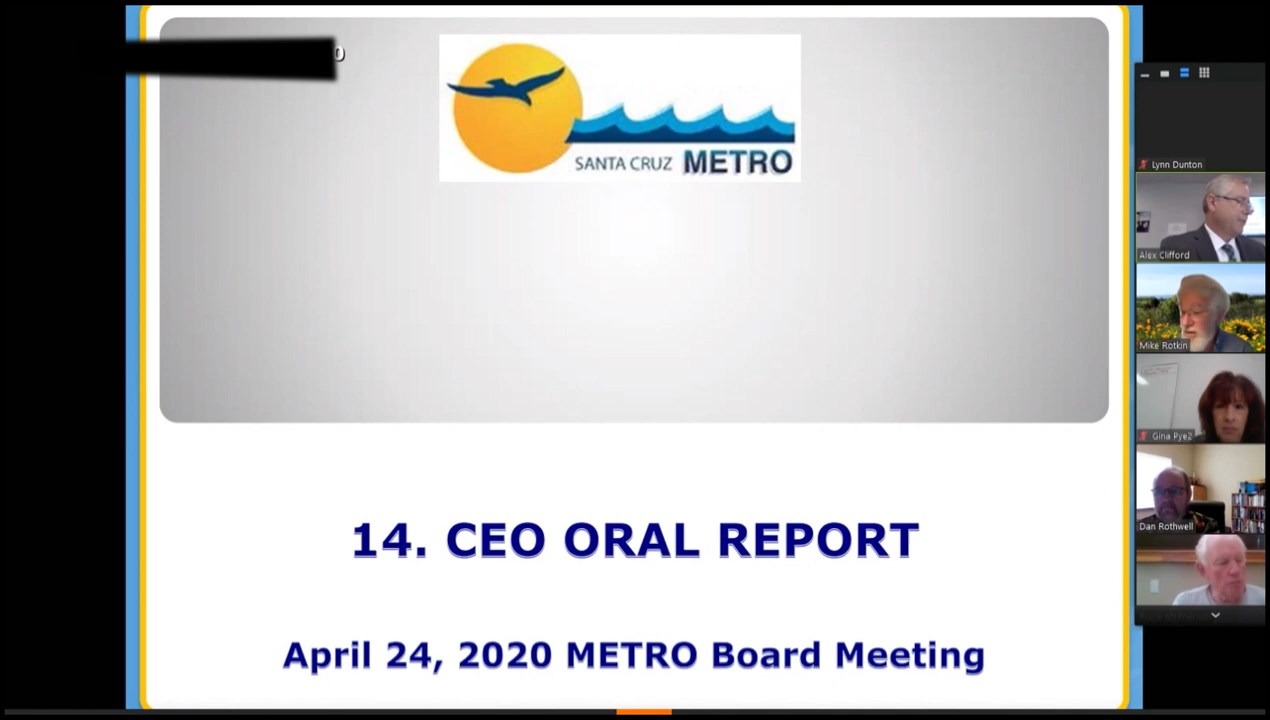 SANTA CRUZ METRO
14. CEO ORAL REPORT
April 24, 2020 METRO Board Meeting
Lynn Dunton
Alex Clifford
Mike Rotkin
Gina Pye2
Dan Rothwell